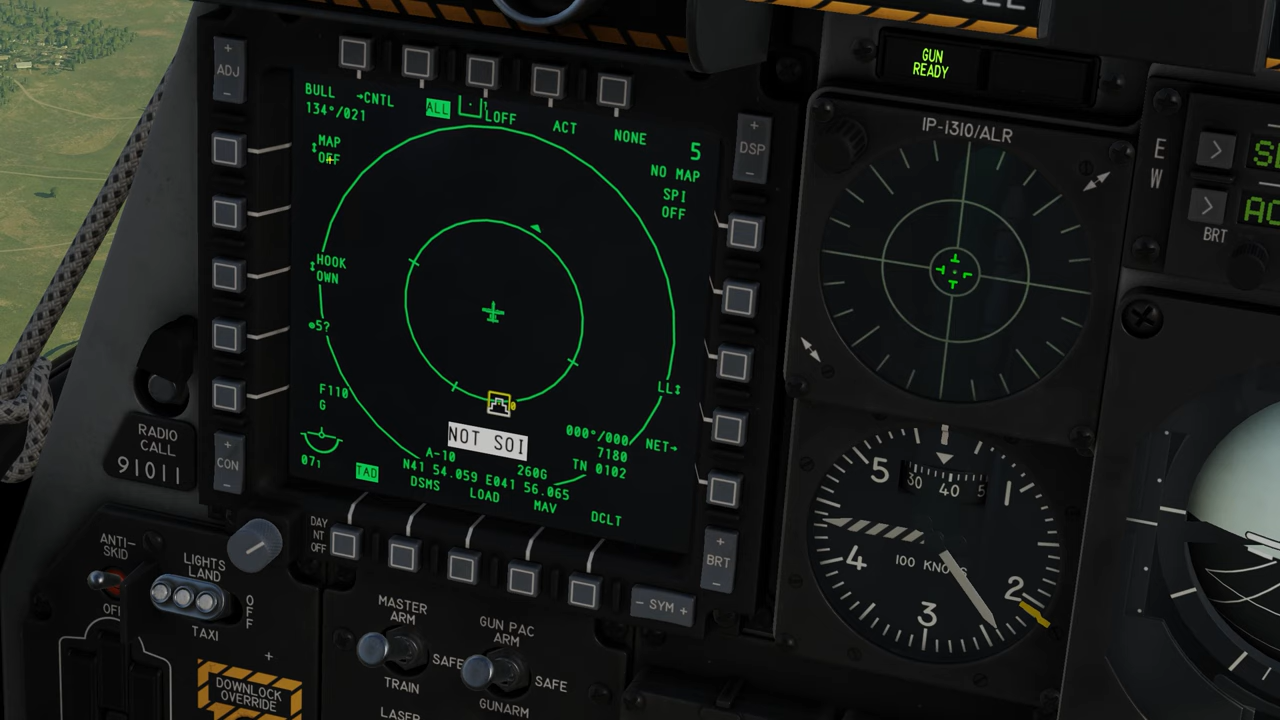 GUN
READY
ADJ
BULL
134°/021
→CNTL
ALL
LOFF
ACT
NONE
5
↕MAP
OFF
NO MAP
SPI
OFF
DSP
IP-1310/ALR
E
W
BRT
↕HOOK
OWN
5?
F110
G
LL↕
000°/000
7180
TN 0102
NET→
NOT SOI
A-10
260G
N41 54.059 E041 56.065
071
TAD
DSMS
LOAD
MAV
DCLT
CON
RADIO
CALL
91011
DAY
NT
OFF
BRT
- SYM +
5
30 40 5
1
4
100 KNOTS
2
3
ANTI-
SKID
LIGHTS
LAND
OFF
TAXI
DOWNLOCK
OVERRIDE
MASTER
ARM
SAFE
TRAIN
GUN PAC
ARM
SAFE
GUNARM